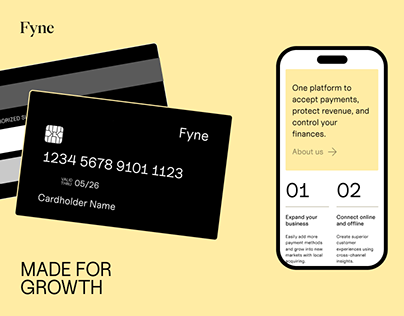 Fyne
HORIZED SI
Fyne
1234 5678 9101 1123
VALID
THRU 05/26
Cardholder Name
MADE FOR
GROWTH
One platform to
accept payments,
protect revenue, and
control your
finances.
About us →
01
02
Expand your
business
Connect online
and offline
Easily add more
payment methods
and grow into new
markets with local
acquiring.
Create superior
customer
experiences using
cross-channel
insights.